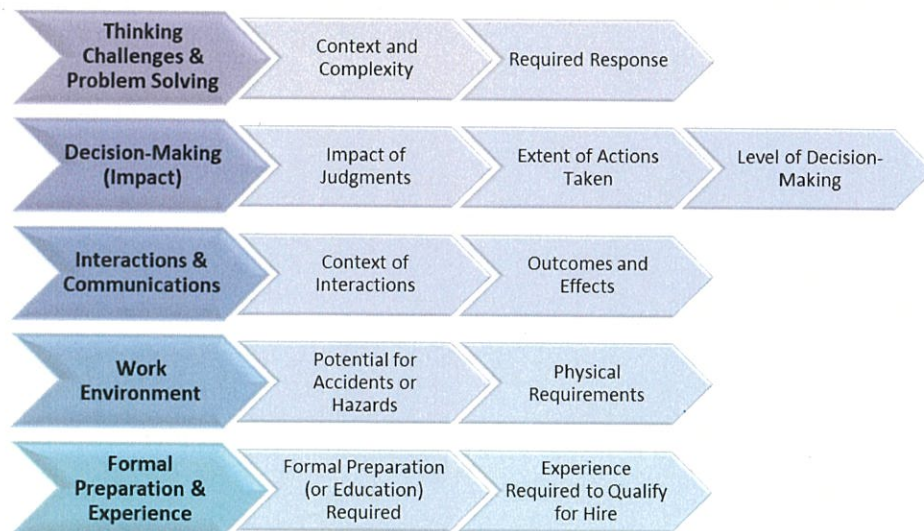 Thinking
Challenges &
Problem Solving
Context and
Complexity
Required Response
Decision-Making
(Impact)
Impact of
Judgments
Extent of Actions
Taken
Level of Decision-
Making
Interactions &
Communications
Context of
Interactions
Outcomes and
Effects
Work
Environment
Potential for
Accidents or
Hazards
Physical
Requirements
Formal
Preparation &
Experience
Formal Preparation
(or Education)
Required
Experience
Required to Qualify
for Hire